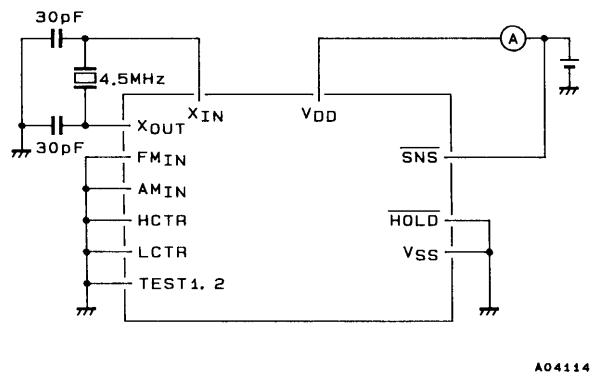 30pF
A
4.5MHz
XIN
VDD
XOUT
30pF
FMIN
SNS
AMIN
HCTR
HOLD
LCTR
VSS
TEST1, 2
A04114